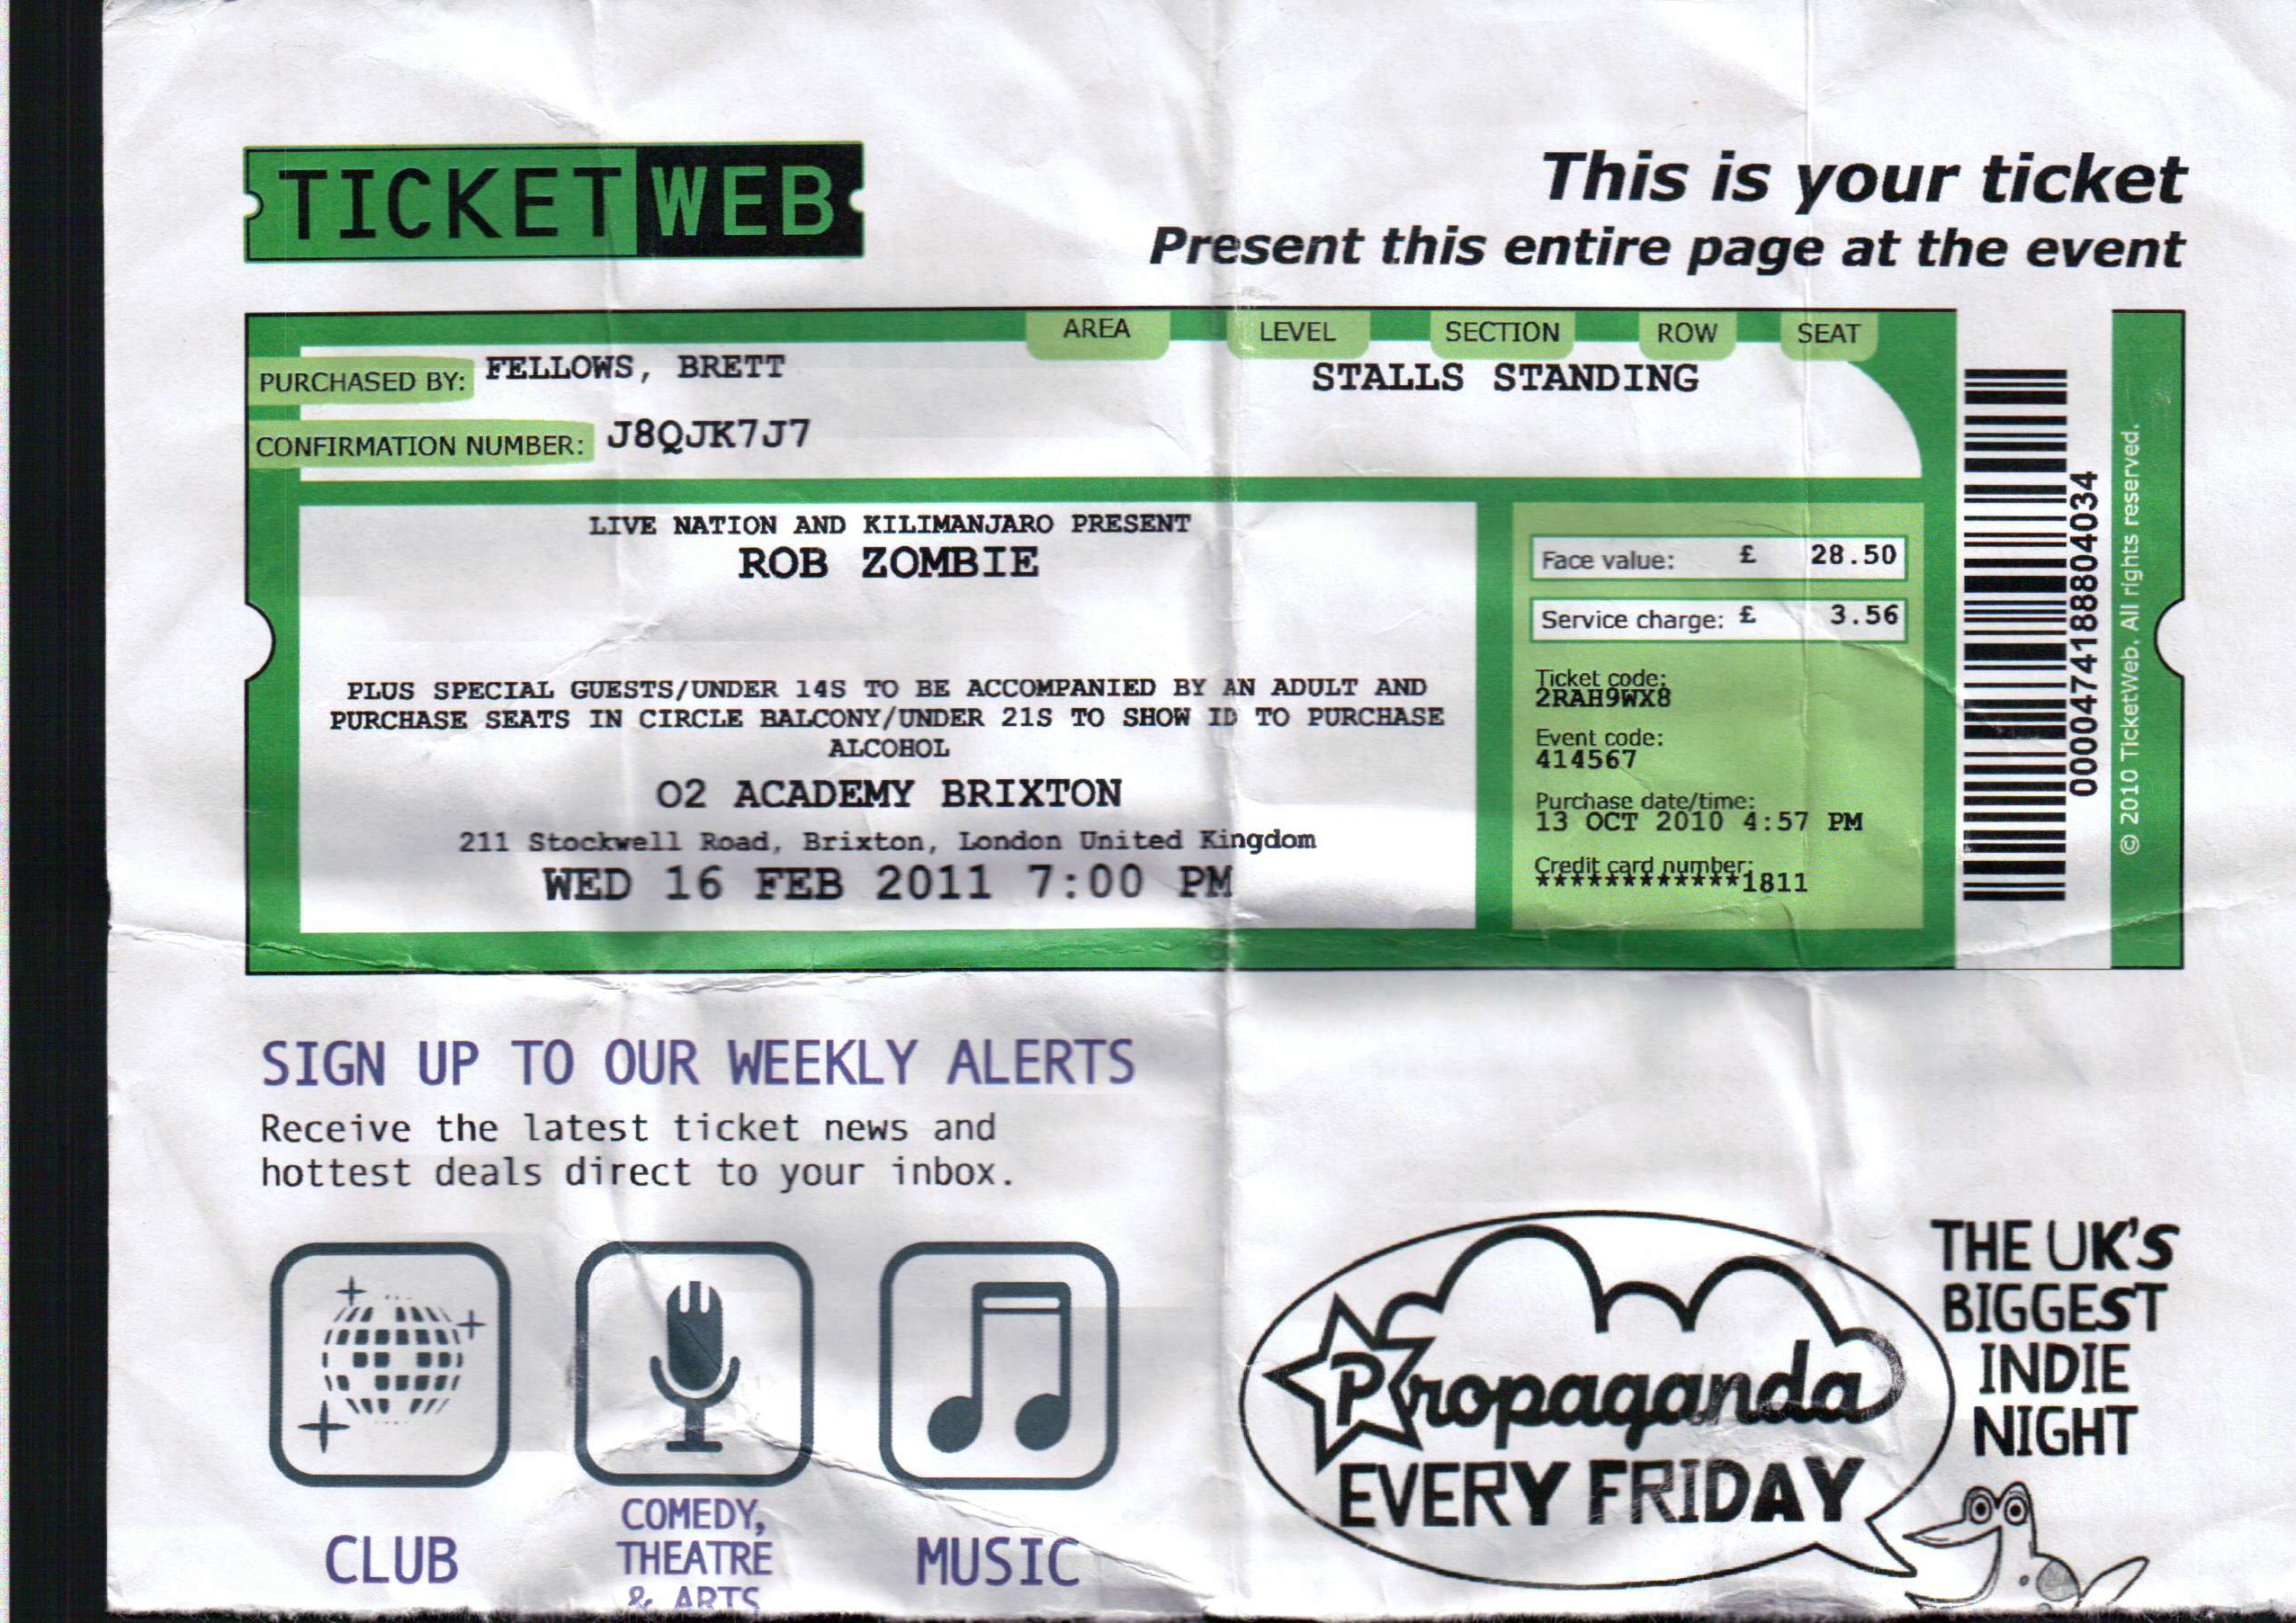 TICKETWEB
This is your ticket
Present this entire page at the event
AREA LEVEL SECTION ROW SEAT
PURCHASED BY: FELLOWS, BRETT
STALLS STANDING
CONFIRMATION NUMBER: J8QJK7J7
LIVE NATION AND KILIMANJARO PRESENT
ROB ZOMBIE
PLUS SPECIAL GUESTS/UNDER 14S TO BE ACCOMPANIED BY AN ADULT AND
PURCHASE SEATS IN CIRCLE BALCONY/UNDER 21S TO SHOW ID TO PURCHASE
ALCOHOL
O2 ACADEMY BRIXTON
211 Stockwell Road, Brixton, London United Kingdom
WED 16 FEB 2011 7:00 PM
Face value: £ 28.50
Service charge: £ 3.56
Ticket code:
2RAH9WX8
Event code:
414567
Purchase date/time:
13 OCT 2010 4:57 PM
Credit card number:
************1811
0000474188804034
© 2010 TicketWeb. All rights reserved.
SIGN UP TO OUR WEEKLY ALERTS
Receive the latest ticket news and
hottest deals direct to your inbox.
CLUB
COMEDY,
THEATRE
& ARTS
MUSIC
Propaganda
EVERY FRIDAY
THE UK'S
BIGGEST
INDIE
NIGHT